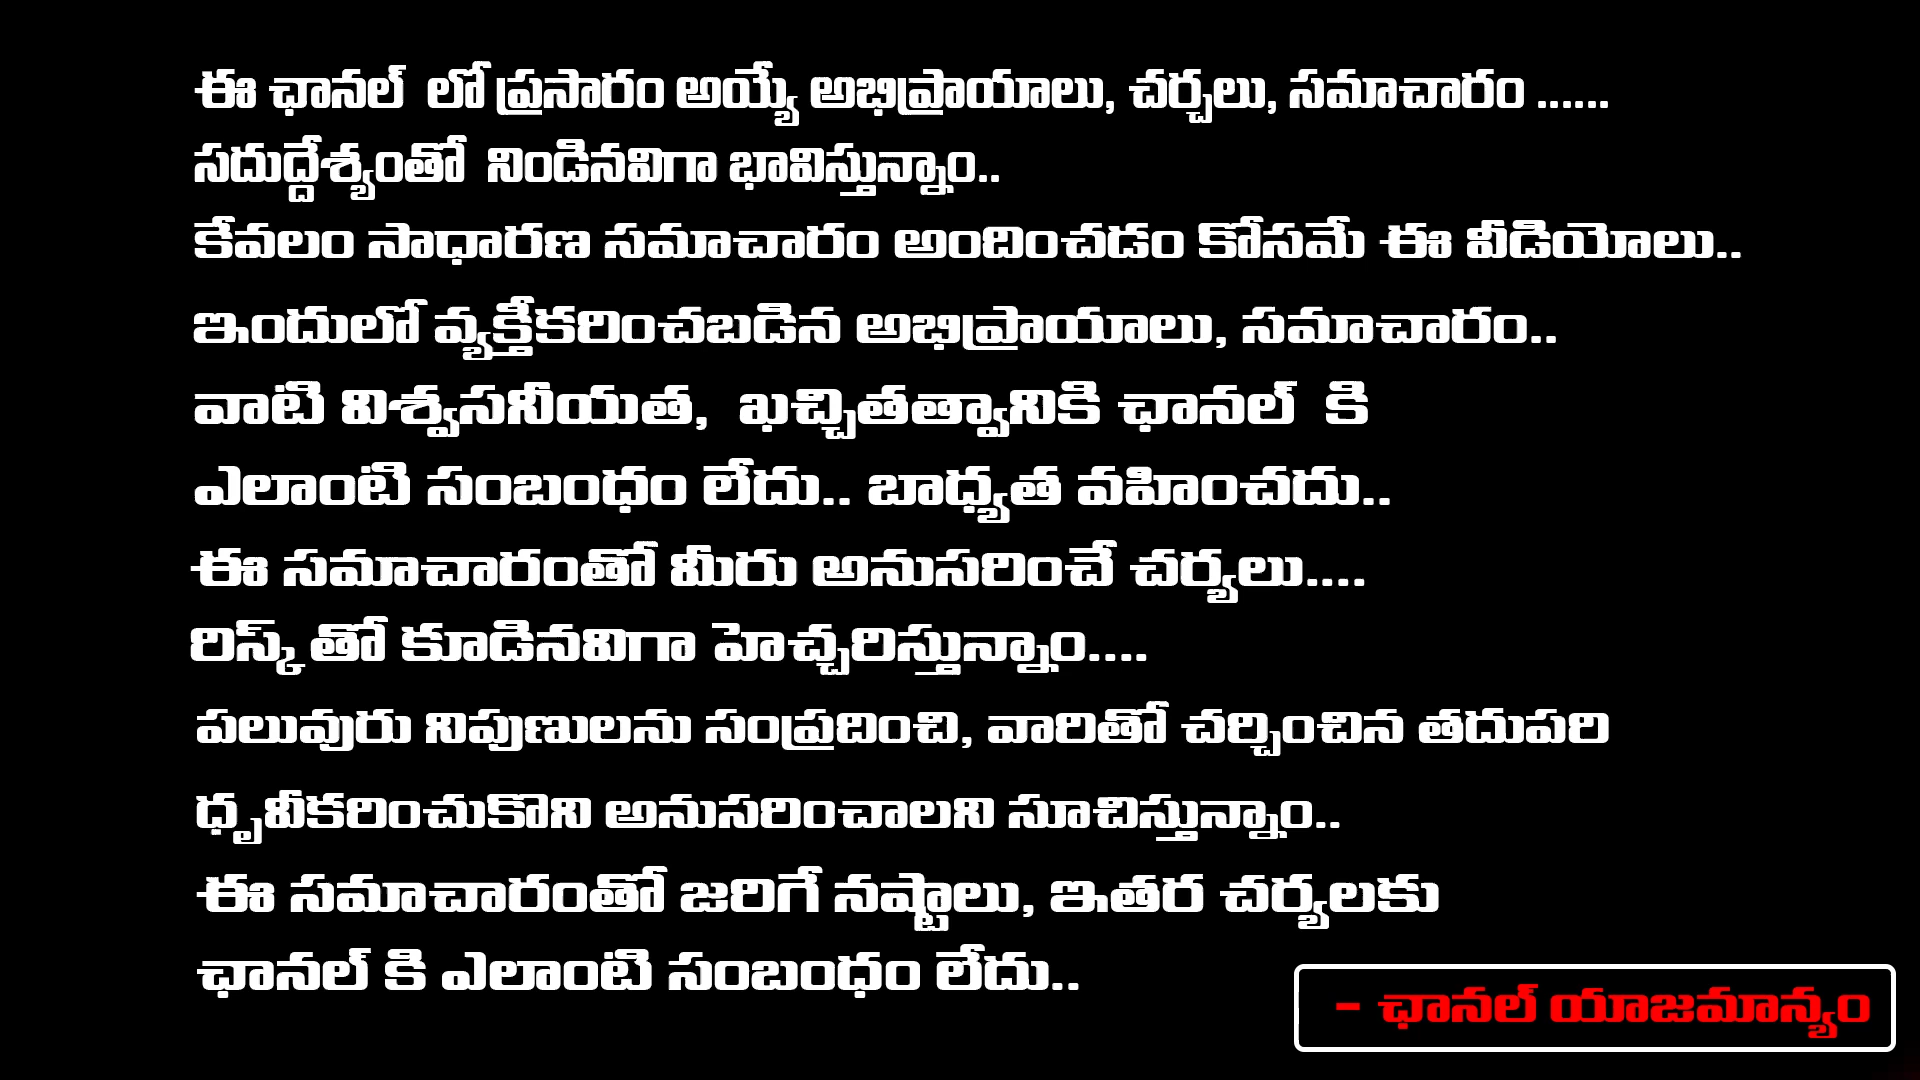 ఈ ఛానల్ లో ప్రసారం అయ్యే అభిప్రాయాలు, చర్చలు, సమాచారం ......
సదుద్దేశ్యంతో నిండినవిగా భావిస్తున్నాం..
కేవలం సాధారణ సమాచారం అందించడం కోసమే ఈ వీడియోలు..
ఇందులో వ్యక్తీకరించబడిన అభిప్రాయాలు, సమాచారం..
వాటి విశ్వసనీయత, ఖచ్చితత్వానికి ఛానల్ కి
ఎలాంటి సంబంధం లేదు.. బాధ్యత వహించదు..
ఈ సమాచారంతో మీరు అనుసరించే చర్యలు....
రిస్క్ తో కూడినవిగా హెచ్చరిస్తున్నాం....
పలువురు నిపుణులను సంప్రదించి, వారితో చర్చించిన తదుపరి
ధృవీకరించుకొని అనుసరించాలని సూచిస్తున్నాం..
ఈ సమాచారంతో జరిగే నష్టాలు, ఇతర చర్యలకు
ఛానల్ కి ఎలాంటి సంబంధం లేదు..
- ఛానల్ యాజమాన్యం